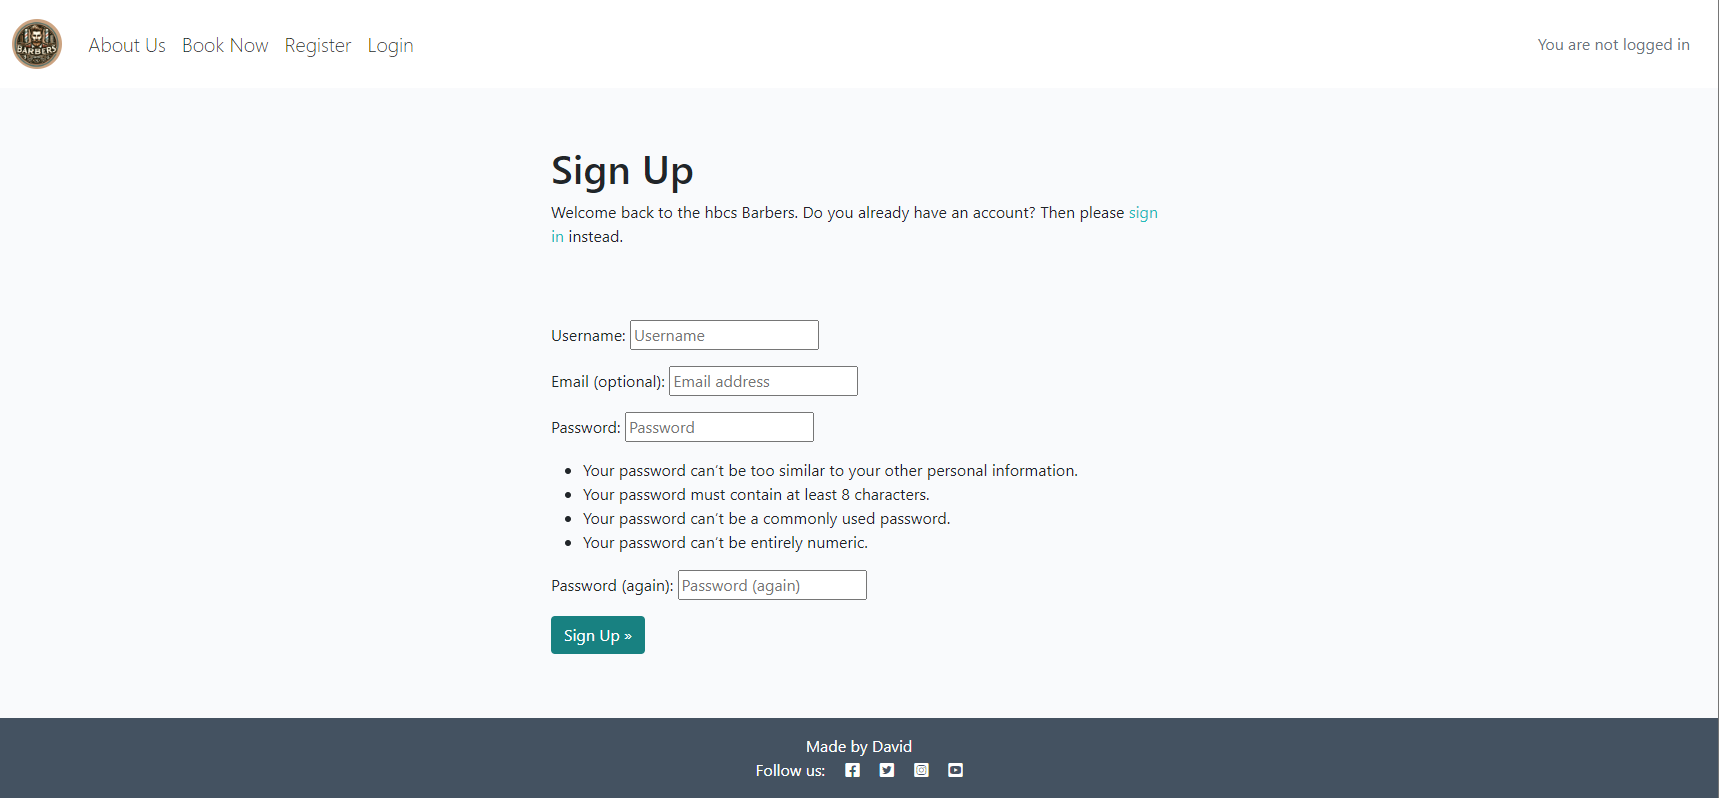 BARBERS
About Us Book Now Register Login
You are not logged in
Sign Up
Welcome back to the hbcs Barbers. Do you already have an account? Then please sign
in instead.
Username: Username
Email (optional): Email address
Password: Password
• Your password can’t be too similar to your other personal information.
• Your password must contain at least 8 characters.
• Your password can’t be a commonly used password.
• Your password can’t be entirely numeric.
Password (again): Password (again)
Sign Up »
Made by David
Follow us: